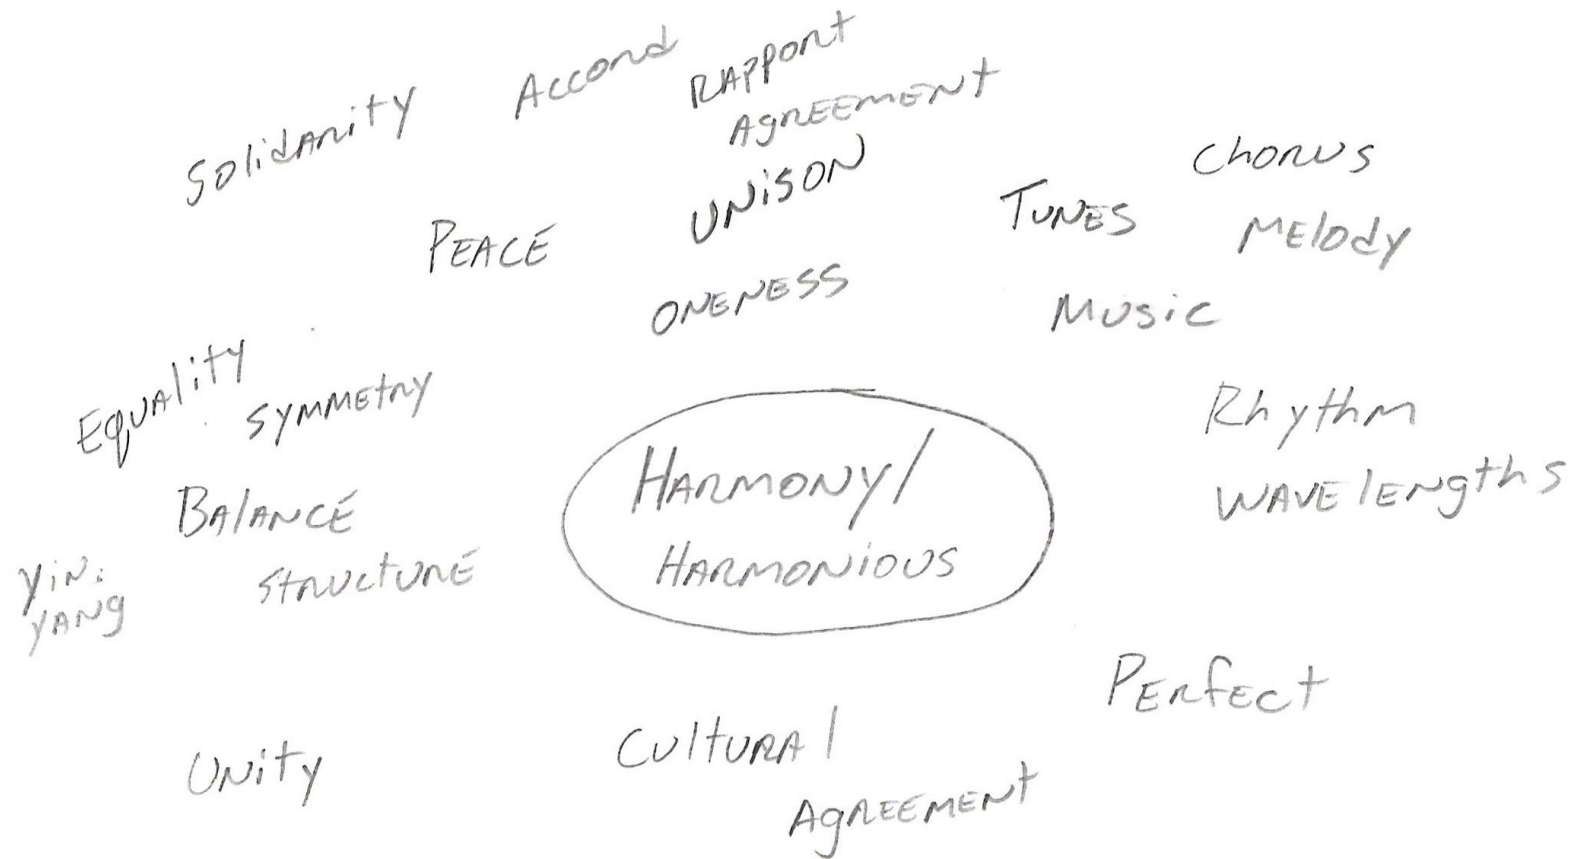 Accord
RAPPORT
AGREEMENT
Solidarity
UNISON
Chorus
TUNES
MElody
PEACE
ONENESS
Music
EQUALITY
SYMMETRY
Rhythm
HARMONY/
HARMONIOUS
WAVElengths
BAlANCE
STRUCTURE
YiN.
YANg
PERfEct
UNity
CulturAl
AgREEMENT